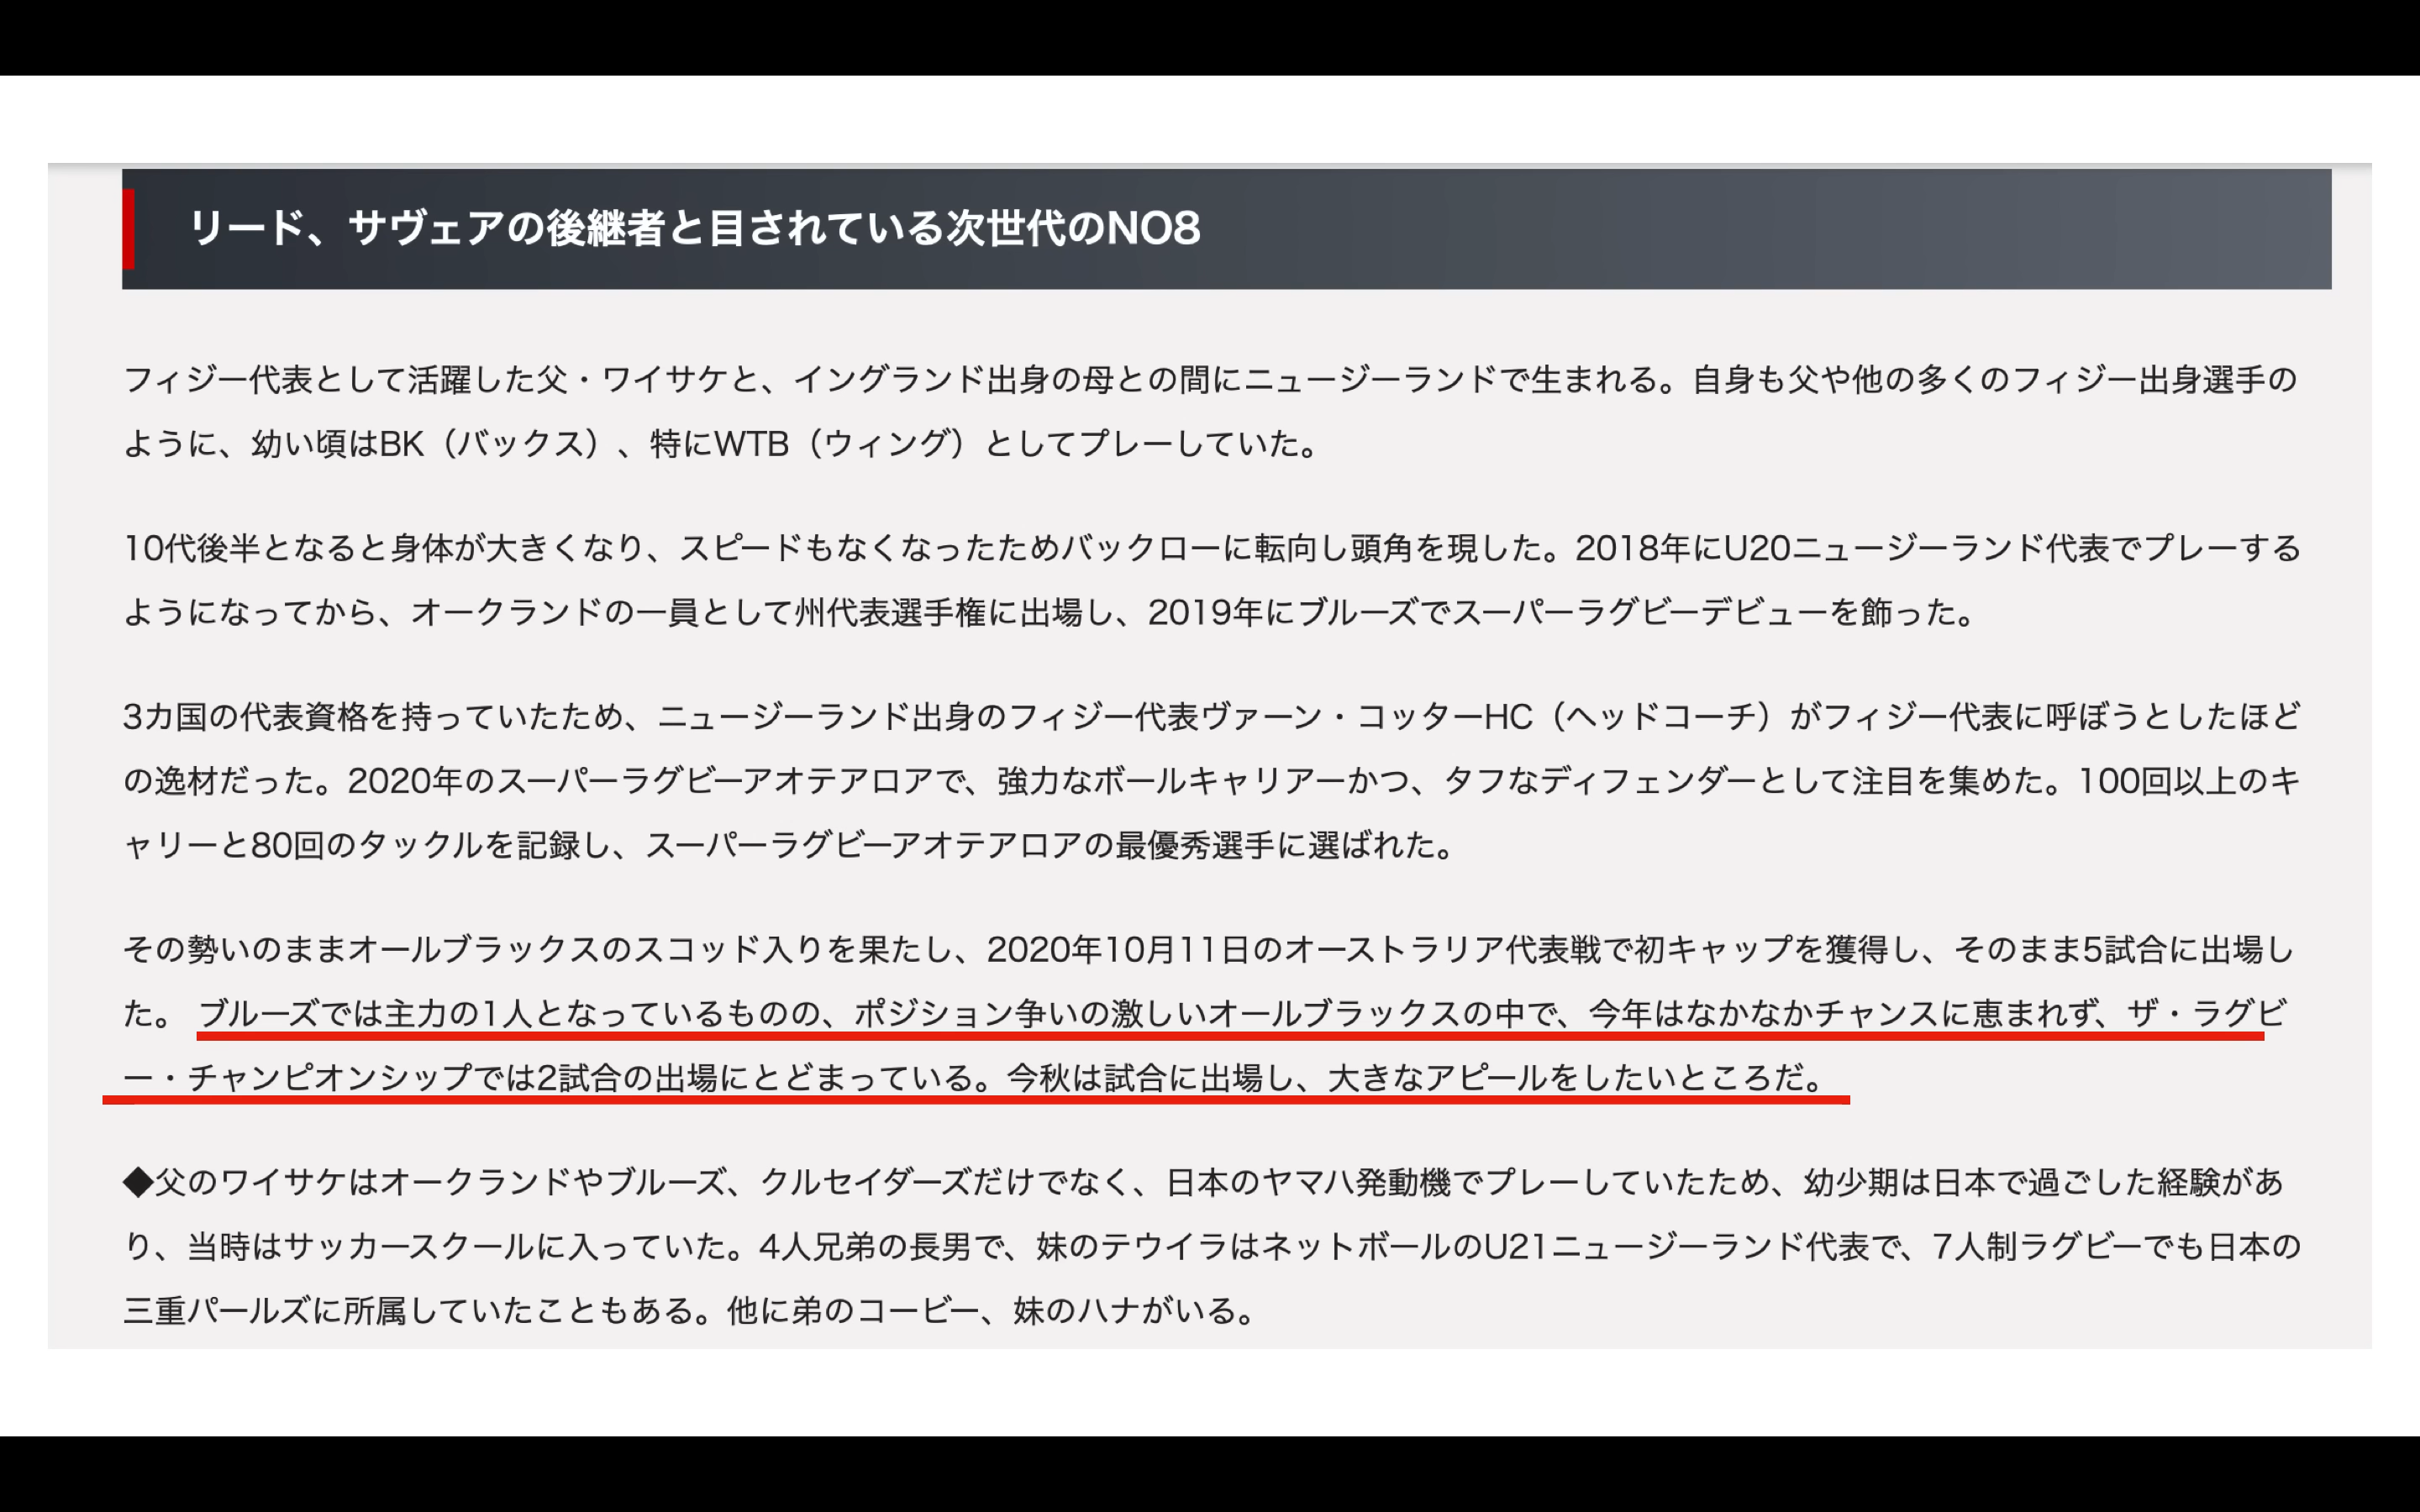 リード、サヴェアの後継者と目されている次世代のNO8
フィジー代表として活躍した父・ワイサケと、イングランド出身の母との間にニュージーランドで生まれる。自身も父や他の多くのフィジー出身選手の
ように、幼い頃はBK（バックス）、特にWTB（ウィング）としてプレーしていた。
10代後半となると身体が大きくなり、スピードもなくなったためバックローに転向し頭角を現した。2018年にU20ニュージーランド代表でプレーする
ようになってから、オークランドの一員として州代表選手権に出場し、2019年にブルーズでスーパーラグビーデビューを飾った。
3カ国の代表資格を持っていたため、ニュージーランド出身のフィジー代表ヴァーン・コッターHC（ヘッドコーチ）がフィジー代表に呼ぼうとしたほど
の逸材だった。2020年のスーパーラグビーアオテアロアで、強力なボールキャリアーかつ、タフなディフェンダーとして注目を集めた。100回以上のキ
ャリーと80回のタックルを記録し、スーパーラグビーアオテアロアの最優秀選手に選ばれた。
その勢いのままオールブラックスのスコッド入りを果たし、2020年10月11日のオーストラリア代表戦で初キャップを獲得し、そのまま5試合に出場し
た。 ブルーズでは主力の1人となっているものの、ポジション争いの激しいオールブラックスの中で、今年はなかなかチャンスに恵まれず、ザ・ラグビ
ー・チャンピオンシップでは2試合の出場にとどまっている。今秋は試合に出場し、大きなアピールをしたいところだ。
◆父のワイサケはオークランドやブルーズ、クルセイダーズだけでなく、日本のヤマハ発動機でプレーしていたため、幼少期は日本で過ごした経験があ
り、当時はサッカースクールに入っていた。4人兄弟の長男で、妹のテウイラはネットボールのU21ニュージーランド代表で、7人制ラグビーでも日本の
三重パールズに所属していたこともある。他に弟のコービー、妹のハナがいる。